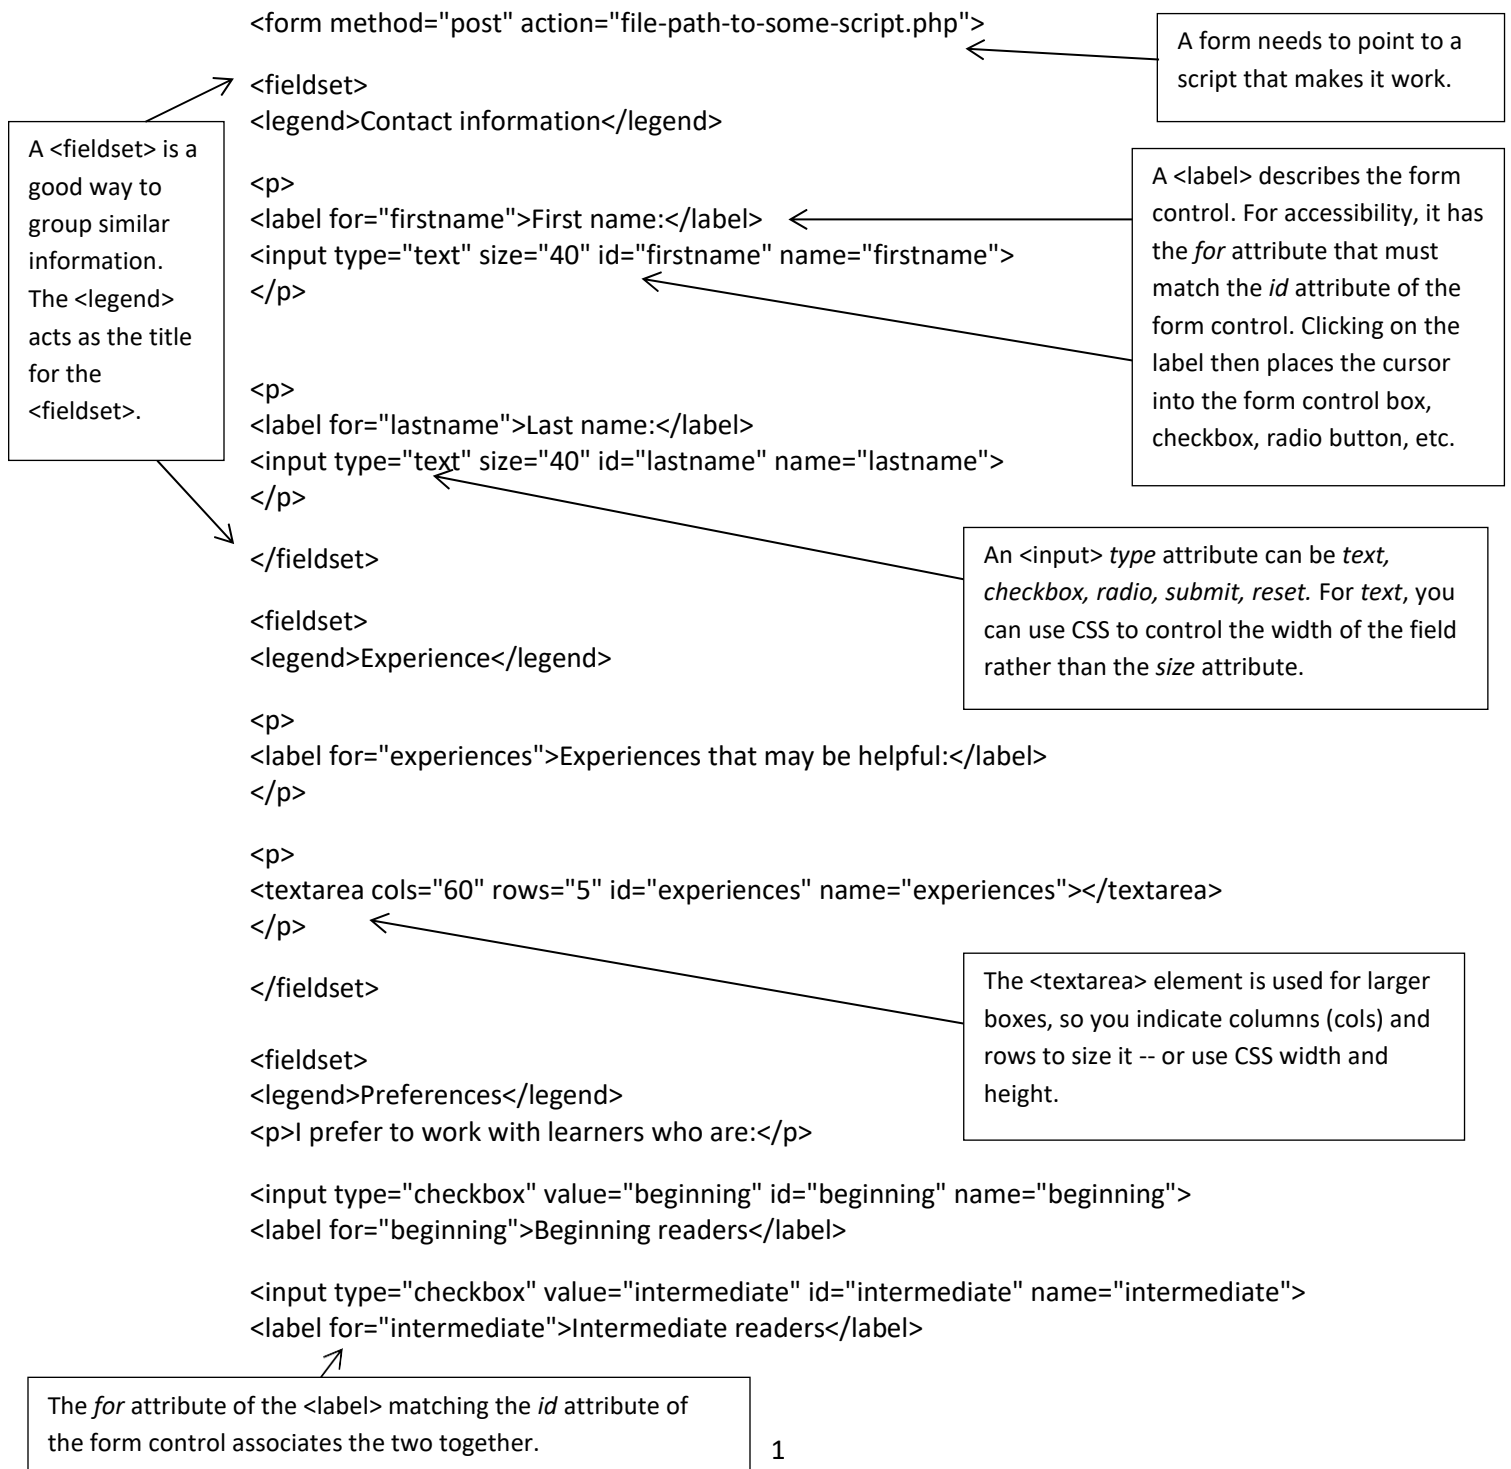 <form method="post" action="file-path-to-some-script.php">
A form needs to point to a
script that makes it work.
<fieldset>
<legend>Contact information</legend>
A <fieldset> is a
good way to
group similar
information.
The <legend>
acts as the title
for the
<fieldset>.
<p>
<label for="firstname">First name:</label>
<input type="text" size="40" id="firstname" name="firstname">
</p>
A <label> describes the form
control. For accessibility, it has
the for attribute that must
match the id attribute of the
form control. Clicking on the
label then places the cursor
into the form control box,
checkbox, radio button, etc.
<p>
<label for="lastname">Last name:</label>
<input type="text" size="40" id="lastname" name="lastname">
</p>
</fieldset>
An <input> type attribute can be text,
checkbox, radio, submit, reset. For text, you
can use CSS to control the width of the field
rather than the size attribute.
<fieldset>
<legend>Experience</legend>
<p>
<label for="experiences">Experiences that may be helpful:</label>
</p>
<p>
<textarea cols="60" rows="5" id="experiences" name="experiences"></textarea>
</p>
</fieldset>
The <textarea> element is used for larger
boxes, so you indicate columns (cols) and
rows to size it -- or use CSS width and
height.
<fieldset>
<legend>Preferences</legend>
<p>I prefer to work with learners who are:</p>
<input type="checkbox" value="beginning" id="beginning" name="beginning">
<label for="beginning">Beginning readers</label>
<input type="checkbox" value="intermediate" id="intermediate" name="intermediate">
<label for="intermediate">Intermediate readers</label>
The for attribute of the <label> matching the id attribute of
the form control associates the two together.
1